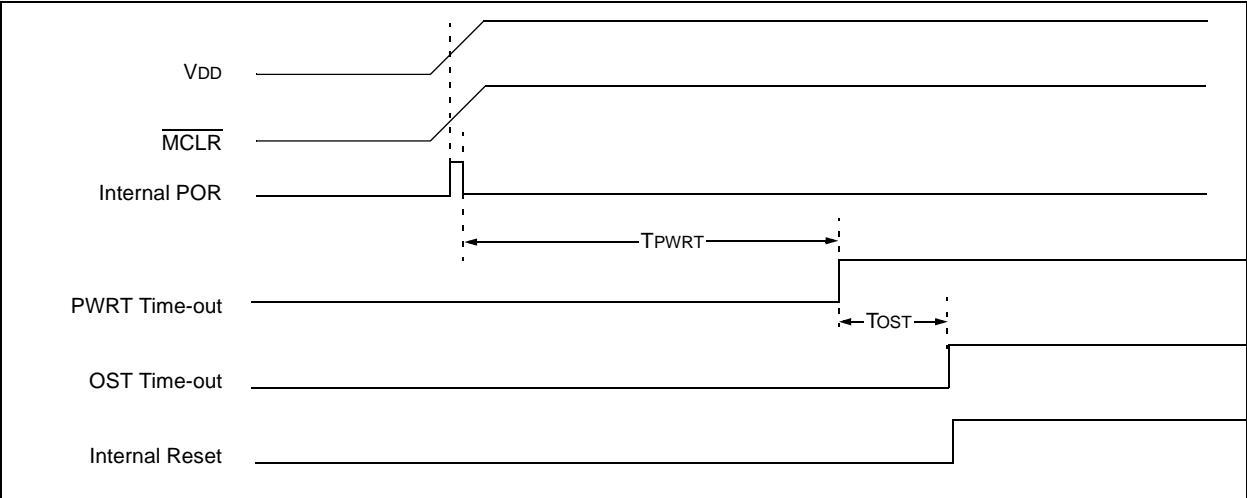 VDD
MCLR
Internal POR
TPWRT
PWRT Time-out
TOST
OST Time-out
Internal Reset